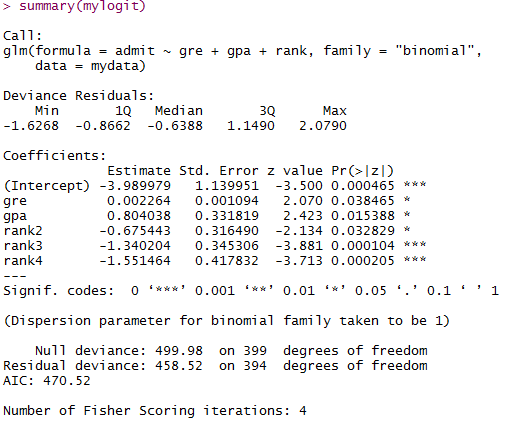 > summary(mylogit)
Call:
glm(formula = admit ~ gre + gpa + rank, family = "binomial",
    data = mydata)
Deviance Residuals:
    Min       1Q   Median       3Q      Max
-1.6268  -0.8662  -0.6388   1.1490   2.0790
Coefficients:
             Estimate Std. Error z value Pr(>|z|)
(Intercept) -3.989979   1.139951  -3.500 0.000465 ***
gre          0.002264   0.001094   2.070 0.038465 *
gpa          0.804038   0.331819   2.423 0.015388 *
rank2       -0.675443   0.316490  -2.134 0.032829 *
rank3       -1.340204   0.345306  -3.881 0.000104 ***
rank4       -1.551464   0.417832  -3.713 0.000205 ***
---
Signif. codes:  0 ‘***’ 0.001 ‘**’ 0.01 ‘*’ 0.05 ‘.’ 0.1 ‘ ’ 1
(Dispersion parameter for binomial family taken to be 1)
    Null deviance: 499.98  on 399  degrees of freedom
Residual deviance: 458.52  on 394  degrees of freedom
AIC: 470.52
Number of Fisher Scoring iterations: 4